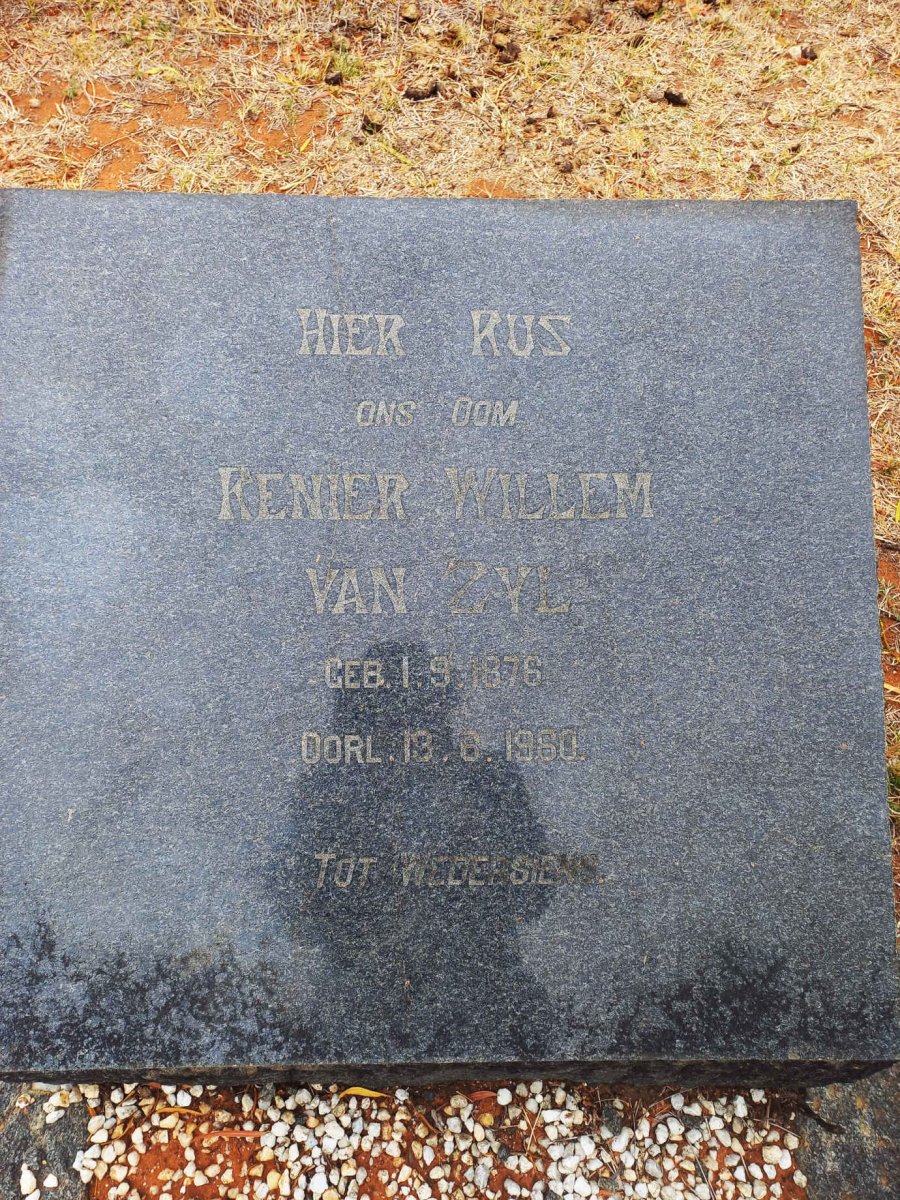 HIER RUS
ONS OOM
RENIER WILLEM
VAN ZYL
GEB. 1. 9. 1876
OORL. 13. 6. 1960.
TOT WEDERSIENS.